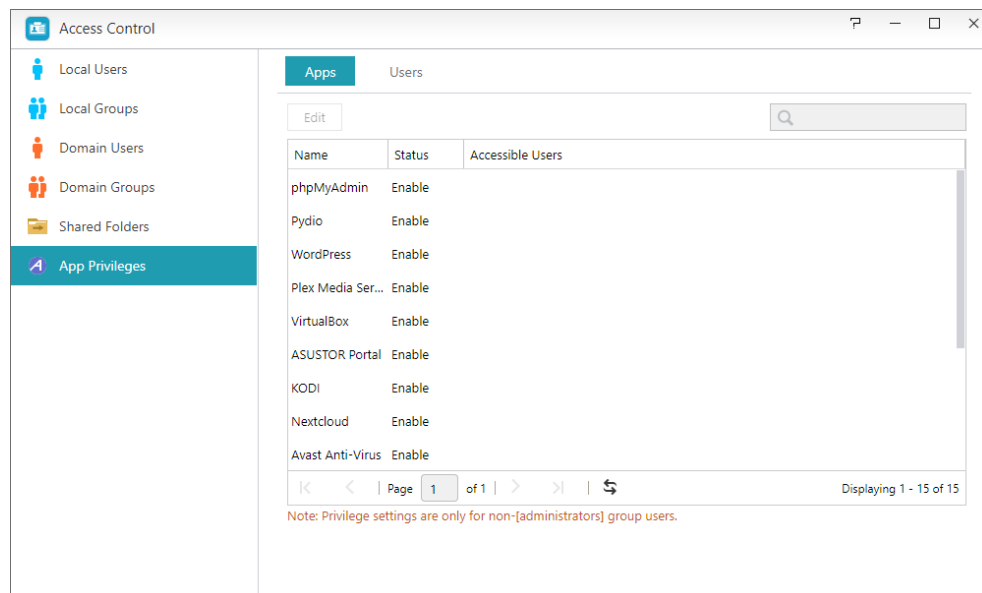 Access Control
Local Users
Local Groups
Domain Users
Domain Groups
Shared Folders
App Privileges
Apps Users
Edit
Name Status Accessible Users
phpMyAdmin Enable
Pydio Enable
WordPress Enable
Plex Media Ser... Enable
VirtualBox Enable
ASUSTOR Portal Enable
KODI Enable
Nextcloud Enable
Avast Anti-Virus Enable
Page 1 of 1 Displaying 1 - 15 of 15
Note: Privilege settings are only for non-[administrators] group users.